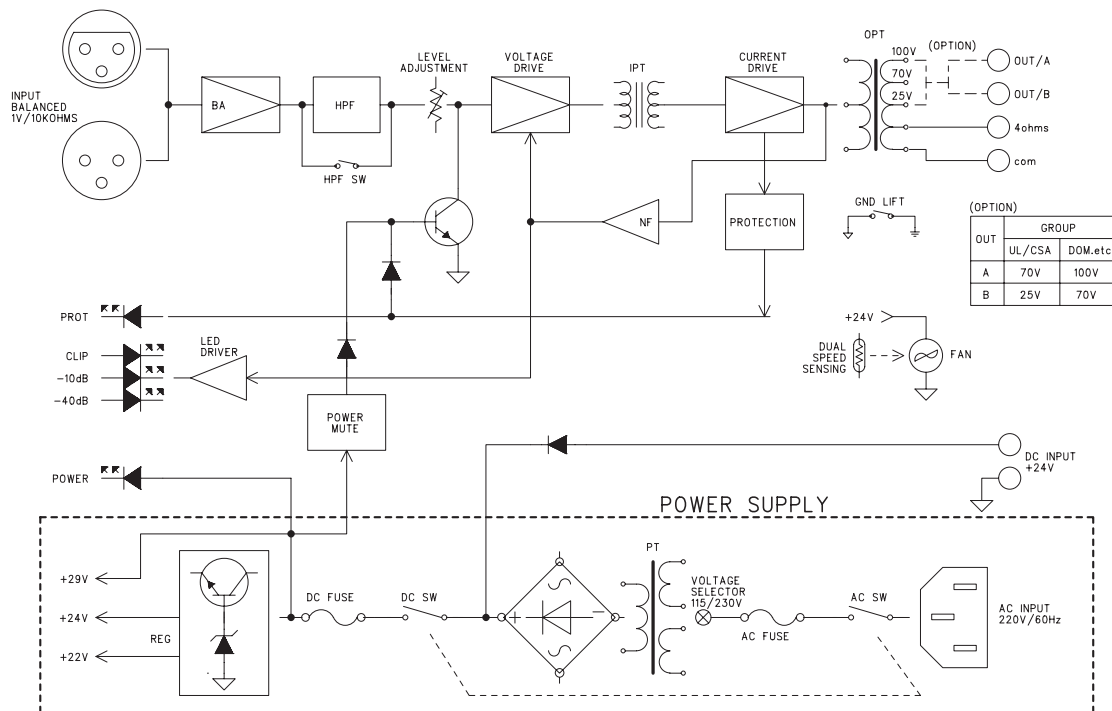 INPUT
BALANCED
1V/10KOHMS
BA
HPF
HPF SW
LEVEL
ADJUSTMENT
VOLTAGE
DRIVE
IPT
CURRENT
DRIVE
OPT
100V
70V
25V
(OPTION)
OUT/A
OUT/B
4ohms
com
NF
PROTECTION
GND LIFT
(OPTION)
OUT
GROUP
UL/CSA
DOM.etc
A
70V
100V
B
25V
70V
PROT
CLIP
-10dB
-40dB
LED
DRIVER
+24V
DUAL
SPEED
SENSING
FAN
POWER
MUTE
POWER
DC INPUT
+24V
POWER SUPPLY
+29V
+24V
+22V
REG
DC FUSE
DC SW
+
-
PT
VOLTAGE
SELECTOR
115/230V
AC FUSE
AC SW
AC INPUT
220V/60Hz